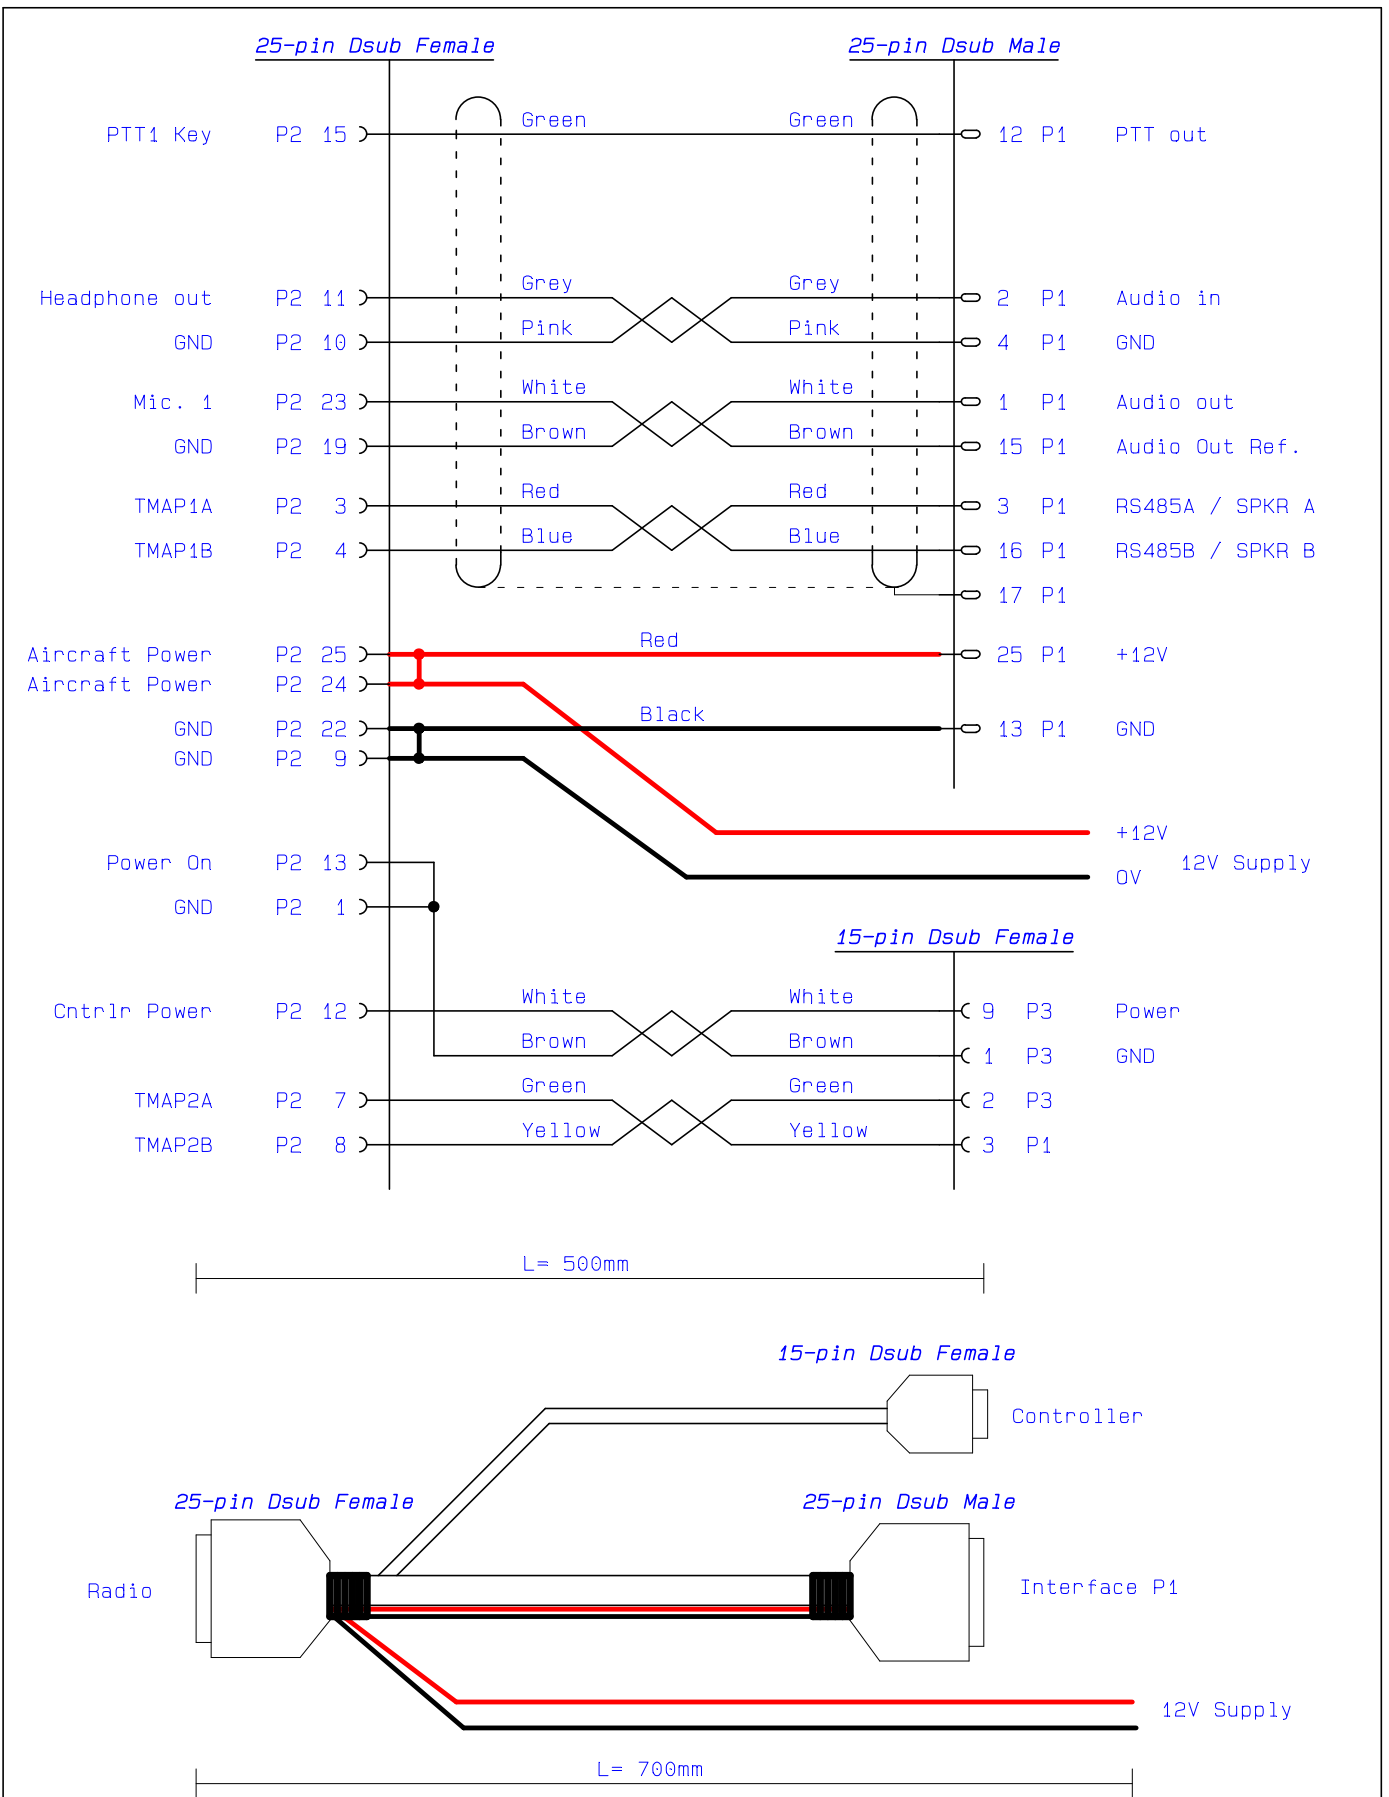 25-pin Dsub Female 25-pin Dsub Male
Green Green
PTT1 Key P2 15 12 P1 PTT out
Grey Grey
Headphone out P2 11 2 P1 Audio in
Pink Pink
GND P2 10 4 P1 GND
White White
Mic. 1 P2 23 1 P1 Audio out
Brown Brown
GND P2 19 15 P1 Audio Out Ref.
Red Red
TMAP1A P2 3 3 P1 RS485A / SPKR A
Blue Blue
TMAP1B P2 4 16 P1 RS485B / SPKR B
17 P1
Red
Aircraft Power P2 25 25 P1 +12V
Aircraft Power P2 24
Black
GND P2 22 13 P1 GND
GND P2 9
+12V
Power On P2 13 12V Supply
0V
GND P2 1
15-pin Dsub Female
White White
Cntrlr Power P2 12 9 P3 Power
Brown Brown
1 P3 GND
Green Green
TMAP2A P2 7 2 P3
Yellow Yellow
TMAP2B P2 8 3 P1
L= 500mm
15-pin Dsub Female
Controller
25-pin Dsub Female 25-pin Dsub Male
Radio Interface P1
12V Supply
L= 700mm